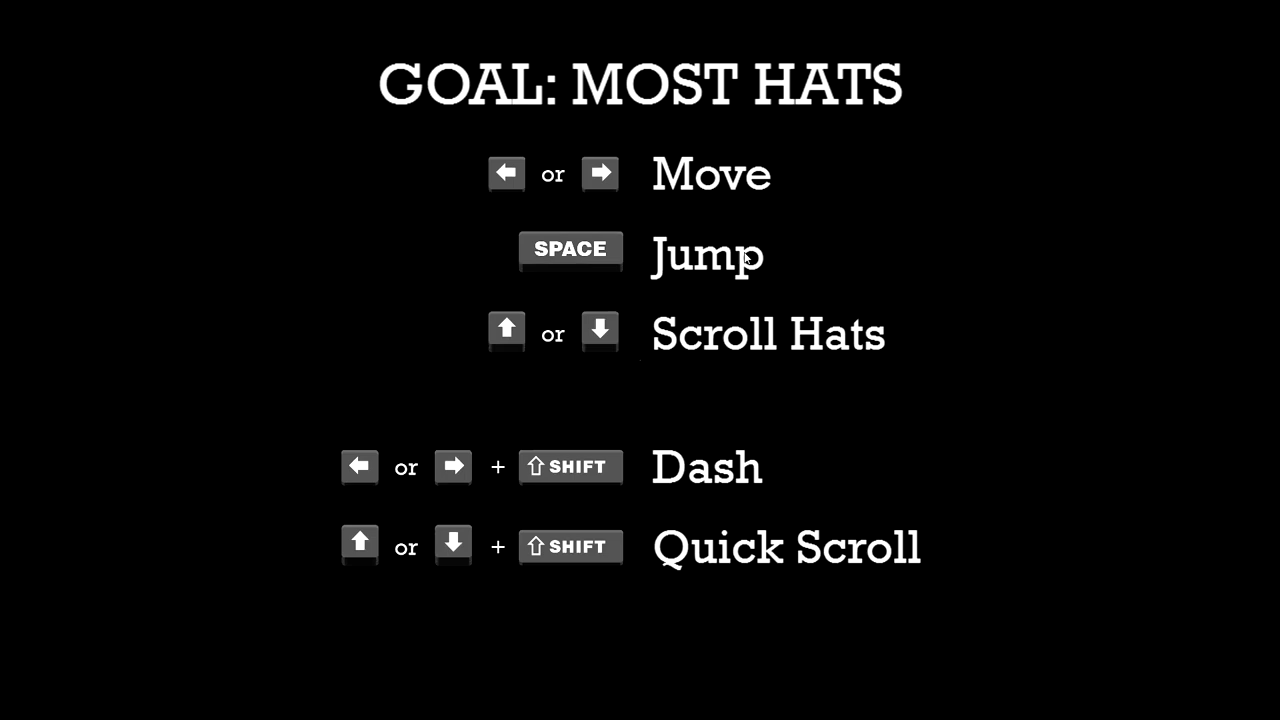 GOAL: MOST HATS
or Move
SPACE Jump
or Scroll Hats
or + SHIFT Dash
or + SHIFT Quick Scroll